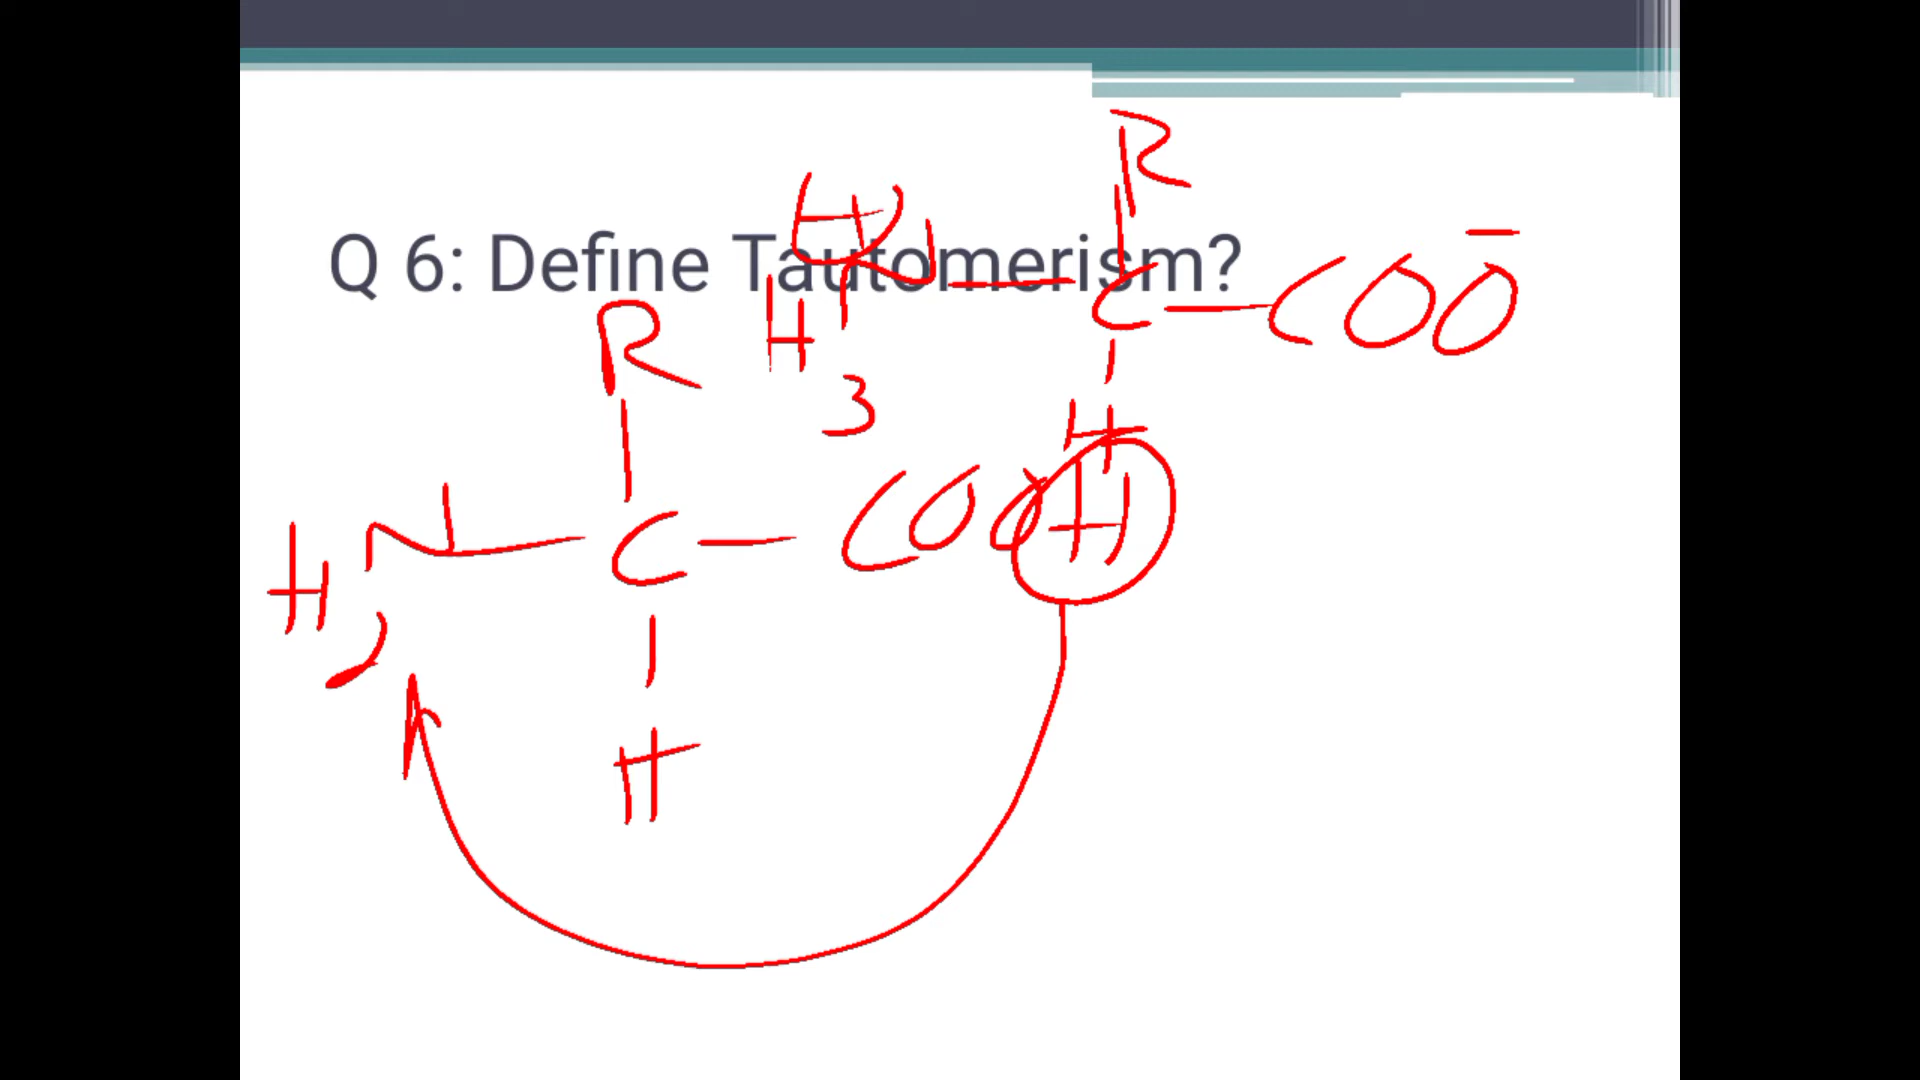 Q 6: Define Tautomerism?
R
H3N+ — C — COO-
H
R
H2N — C — COOH
H